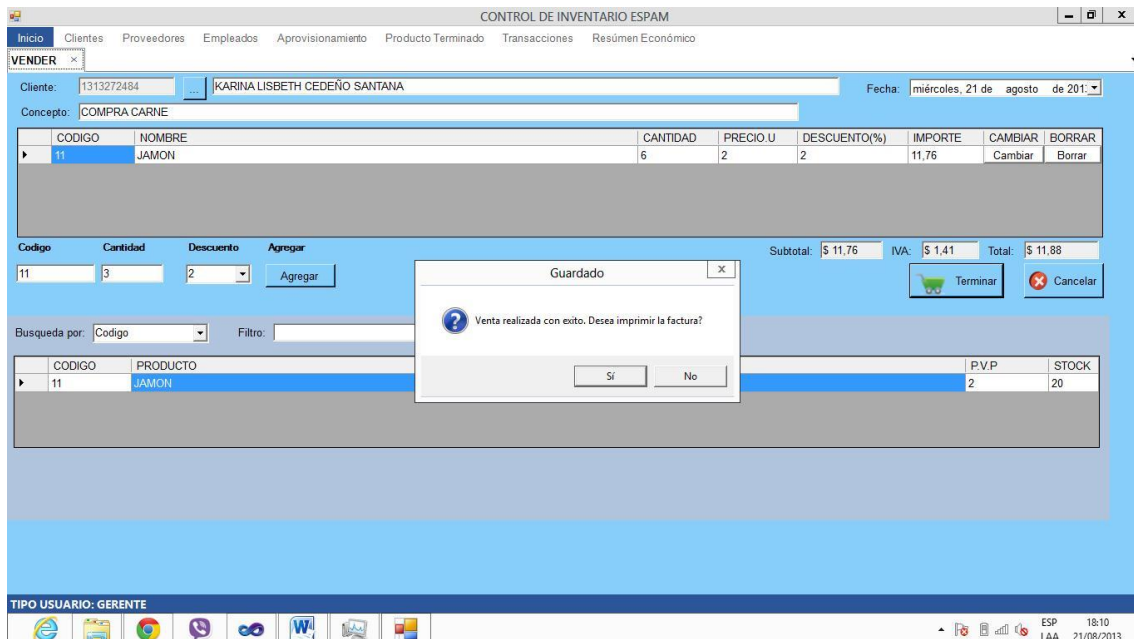 CONTROL DE INVENTARIO ESPAM
Inicio Clientes Proveedores Empleados Aprovisionamiento Producto Terminado Transacciones Resúmen Económico
VENDER
Cliente: 1313272484 ... KARINA LISBETH CEDEÑO SANTANA Fecha: miércoles, 21 de agosto de 201
Concepto: COMPRA CARNE
CODIGO NOMBRE CANTIDAD PRECIO.U DESCUENTO(%) IMPORTE CAMBIAR BORRAR
11 JAMON 6 2 2 11,76 Cambiar Borrar
Codigo Cantidad Descuento Agregar Subtotal: $ 11,76 IVA: $ 1,41 Total: $ 11,88
11 3 2 Agregar Terminar Cancelar
Guardado
Venta realizada con exito. Desea imprimir la factura?
Sí No
Busqueda por: Codigo Filtro:
CODIGO PRODUCTO P.V.P STOCK
11 JAMON 2 20
TIPO USUARIO: GERENTE
ESP 18:10
LAA 21/08/2013